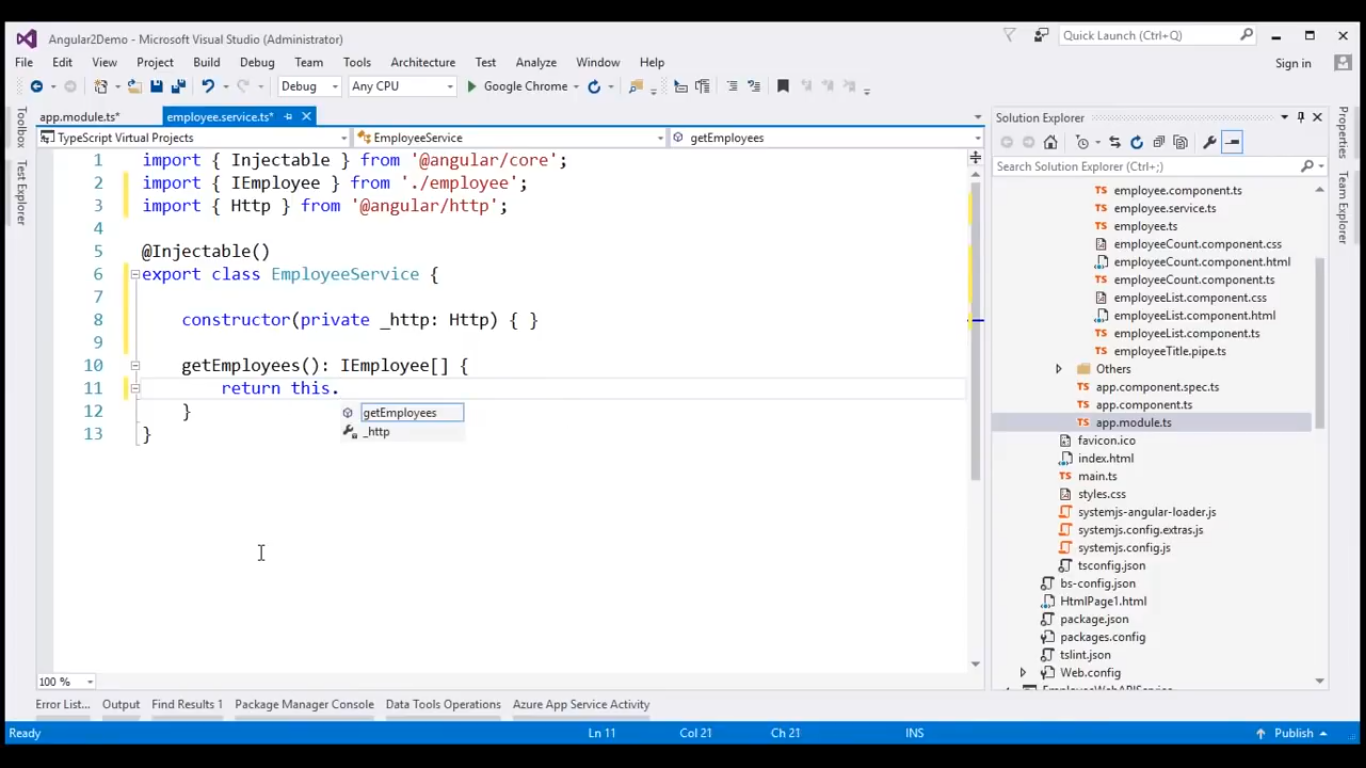 Angular2Demo - Microsoft Visual Studio (Administrator)
Quick Launch (Ctrl+Q)
File Edit View Project Build Debug Team Tools Architecture Test Analyze Window Help
Sign in
Debug Any CPU Google Chrome
Toolbox
Test Explorer
app.module.ts* employee.service.ts*
TypeScript Virtual Projects EmployeeService getEmployees
1 import { Injectable } from '@angular/core';
2 import { IEmployee } from './employee';
3 import { Http } from '@angular/http';
4
5 @Injectable()
6 export class EmployeeService {
7
8 constructor(private _http: Http) { }
9
10 getEmployees(): IEmployee[] {
11 return this.
12 }
13 }
getEmployees
_http
100 %
Solution Explorer
Search Solution Explorer (Ctrl+;)
employee.component.ts
employee.service.ts
employee.ts
employeeCount.component.css
employeeCount.component.html
employeeCount.component.ts
employeeList.component.css
employeeList.component.html
employeeList.component.ts
employeeTitle.pipe.ts
Others
app.component.spec.ts
app.component.ts
app.module.ts
favicon.ico
index.html
main.ts
styles.css
systemjs-angular-loader.js
systemjs.config.extras.js
systemjs.config.js
tsconfig.json
bs-config.json
HtmlPage1.html
package.json
packages.config
tslint.json
Web.config
EmployeeWebAPIService
Properties
Team Explorer
Error List... Output Find Results 1 Package Manager Console Data Tools Operations Azure App Service Activity
Ready Ln 11 Col 21 Ch 21 INS Publish